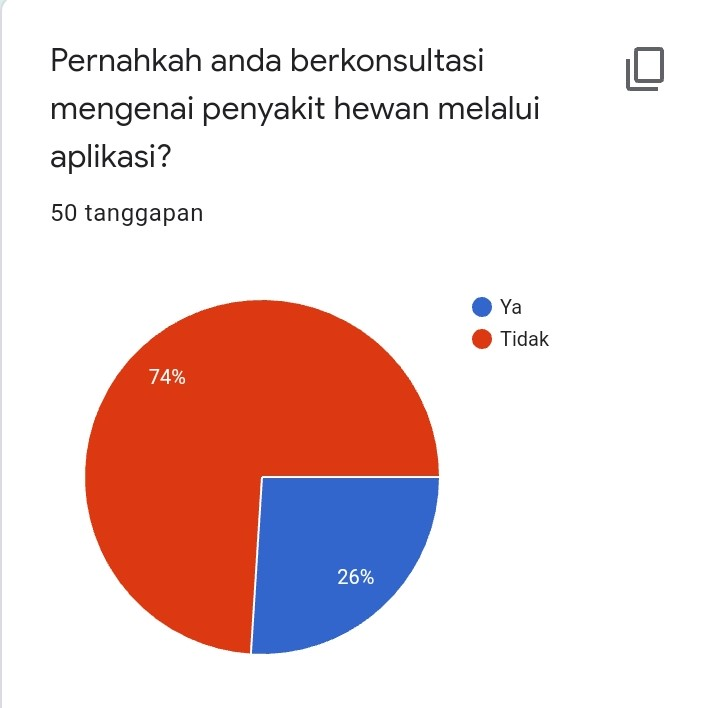 Pernahkah anda berkonsultasi
mengenai penyakit hewan melalui
aplikasi?
50 tanggapan
Ya
Tidak
74%
26%